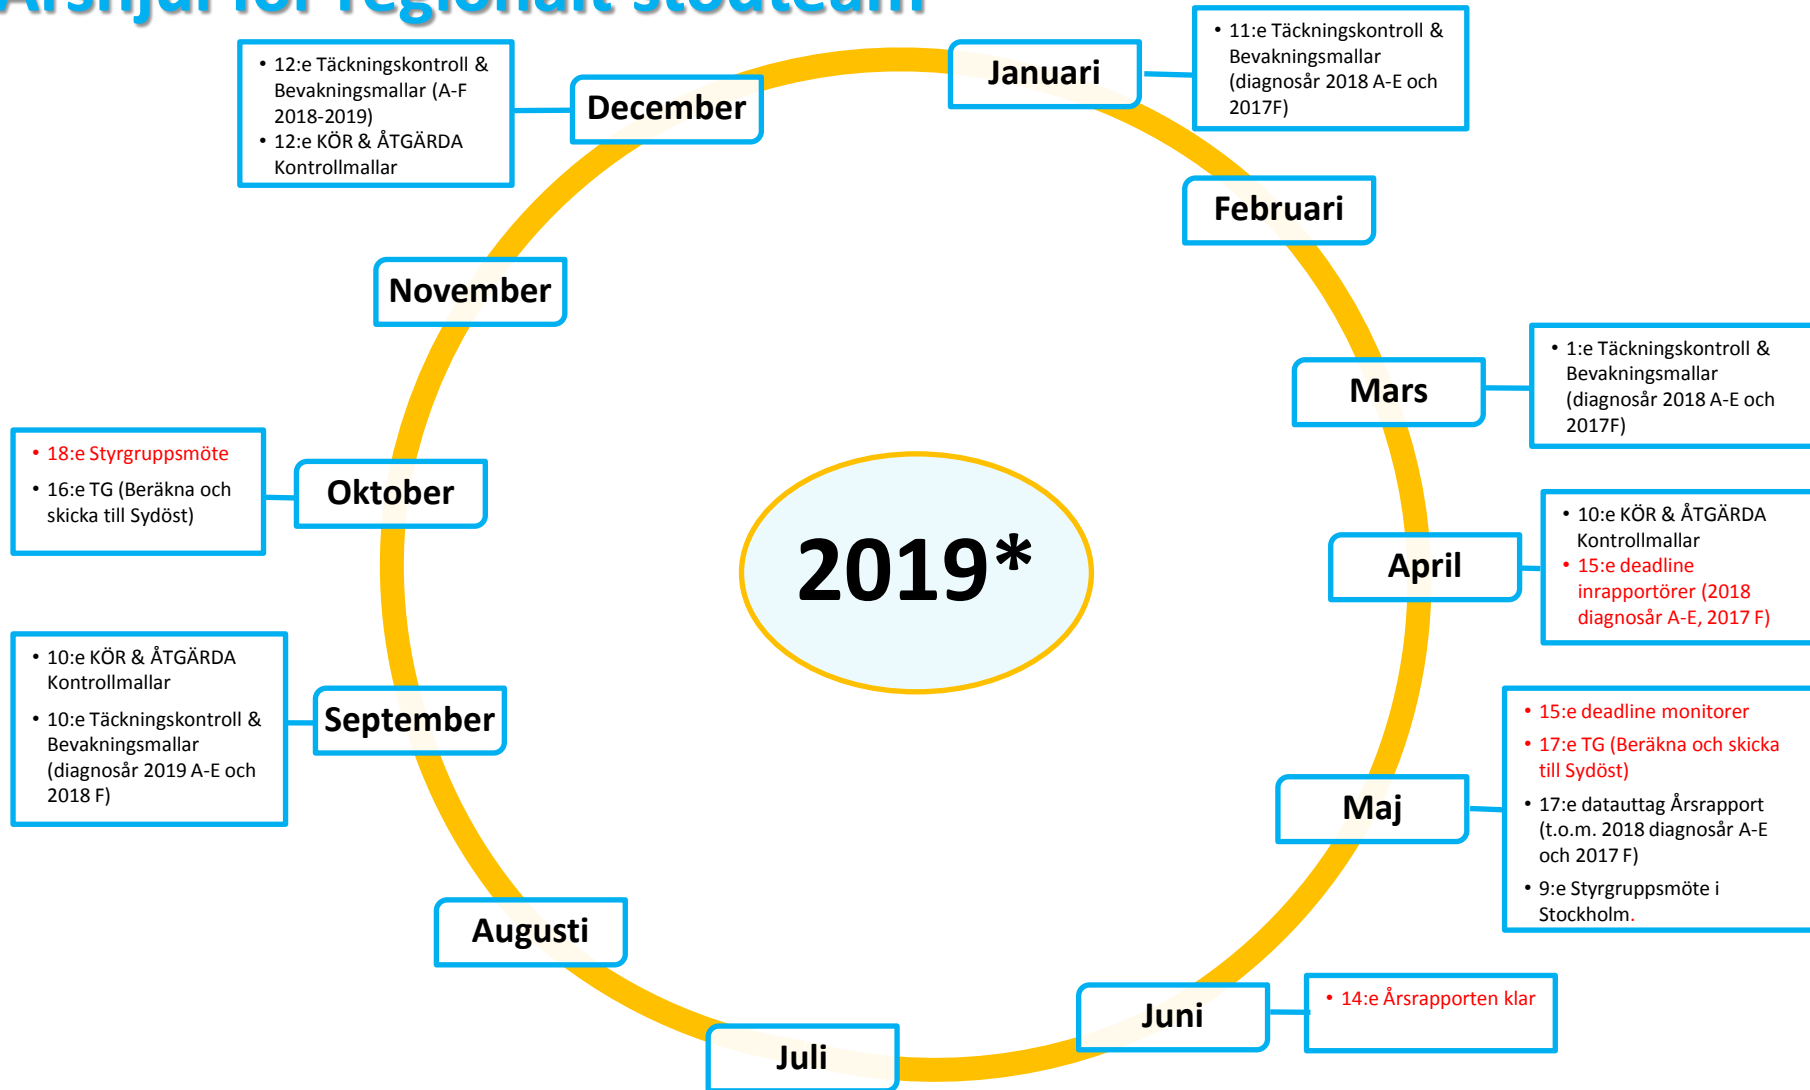 Årshjul för regionalt stödteam
• 11:e Täckningskontroll &
Bevakningsmallar
(diagnosår 2018 A-E och
2017F)
Januari
Februari
• 1:e Täckningskontroll &
Bevakningsmallar
(diagnosår 2018 A-E och
2017F)
Mars
• 10:e KÖR & ÅTGÄRDA
Kontrollmallar
• 15:e deadline
inrapportörer (2018
diagnosår A-E, 2017 F)
April
• 15:e deadline monitorer
• 17:e TG (Beräkna och skicka
till Sydöst)
• 17:e datauttag Årsrapport
(t.o.m. 2018 diagnosår A-E
och 2017 F)
• 9:e Styrgruppsmöte i
Stockholm.
Maj
• 14:e Årsrapporten klar
Juni
Juli
Augusti
• 10:e KÖR & ÅTGÄRDA
Kontrollmallar
• 10:e Täckningskontroll &
Bevakningsmallar
(diagnosår 2019 A-E och
2018 F)
September
• 18:e Styrgruppsmöte
• 16:e TG (Beräkna och
skicka till Sydöst)
Oktober
November
• 12:e Täckningskontroll &
Bevakningsmallar (A-F
2018-2019)
• 12:e KÖR & ÅTGÄRDA
Kontrollmallar
December
2019*